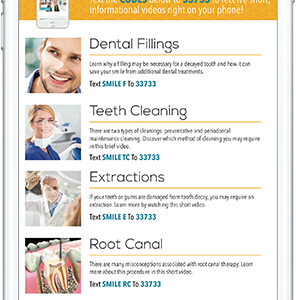 Text the CODES below to 33733 to receive short,
informational videos right on your phone!
Dental Fillings
Learn why a filling may be necessary for a decayed tooth and how it can
save your smile from additional dental treatments.
Text SMILE F To 33733
Teeth Cleaning
There are two types of cleanings: preventative and periodontal
maintenance cleaning. Discover which method of cleaning you may require
in this brief video.
Text SMILE TC To 33733
Extractions
If your teeth or gums are damaged from tooth decay, you may require an
extraction. Learn more by watching this short video.
Text SMILE E To 33733
Root Canal
There are many misconceptions associated with root canal therapy. Learn
more about this procedure in this short video.
Text SMILE RC To 33733